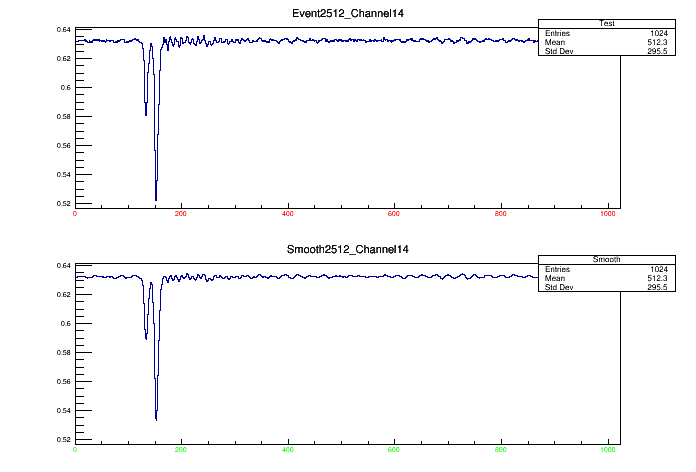 Event2512_Channel14
Test
Entries 1024
Mean 512.3
Std Dev 295.5
0.64
0.62
0.6
0.58
0.56
0.54
0.52
0 200 400 600 800 1000
Smooth2512_Channel14
Smooth
Entries 1024
Mean 512.3
Std Dev 295.5
0.64
0.62
0.6
0.58
0.56
0.54
0.52
0 200 400 600 800 1000